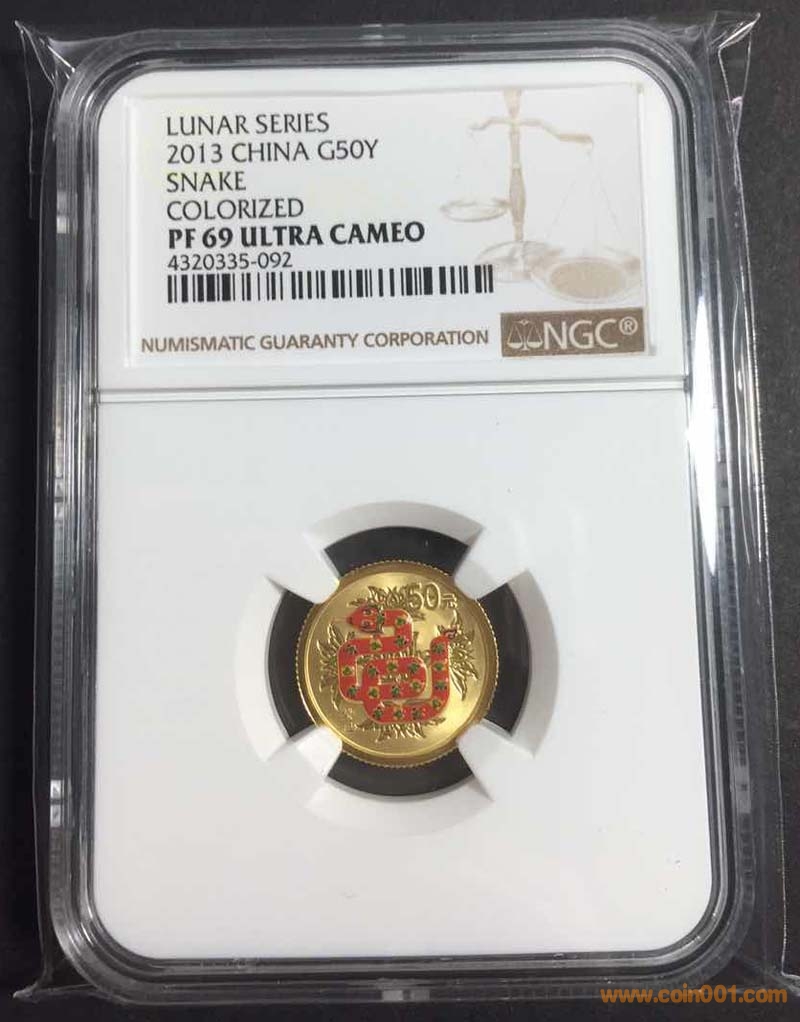 LUNAR SERIES
2013 CHINA G50Y
SNAKE
COLORIZED
PF 69 ULTRA CAMEO
4320335-092
NUMISMATIC GUARANTY CORPORATION
NGC®
50元
www.coin001.com